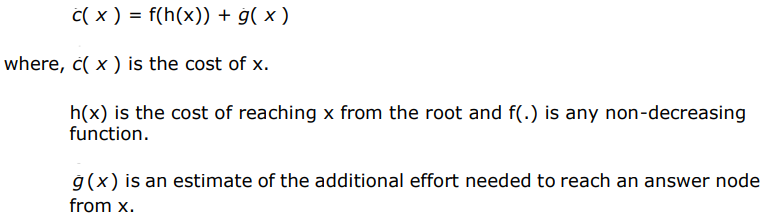 c( x ) = f(h(x)) + g( x )
where, c( x ) is the cost of x.
h(x) is the cost of reaching x from the root and f(.) is any non-decreasing
function.
g(x) is an estimate of the additional effort needed to reach an answer node
from x.